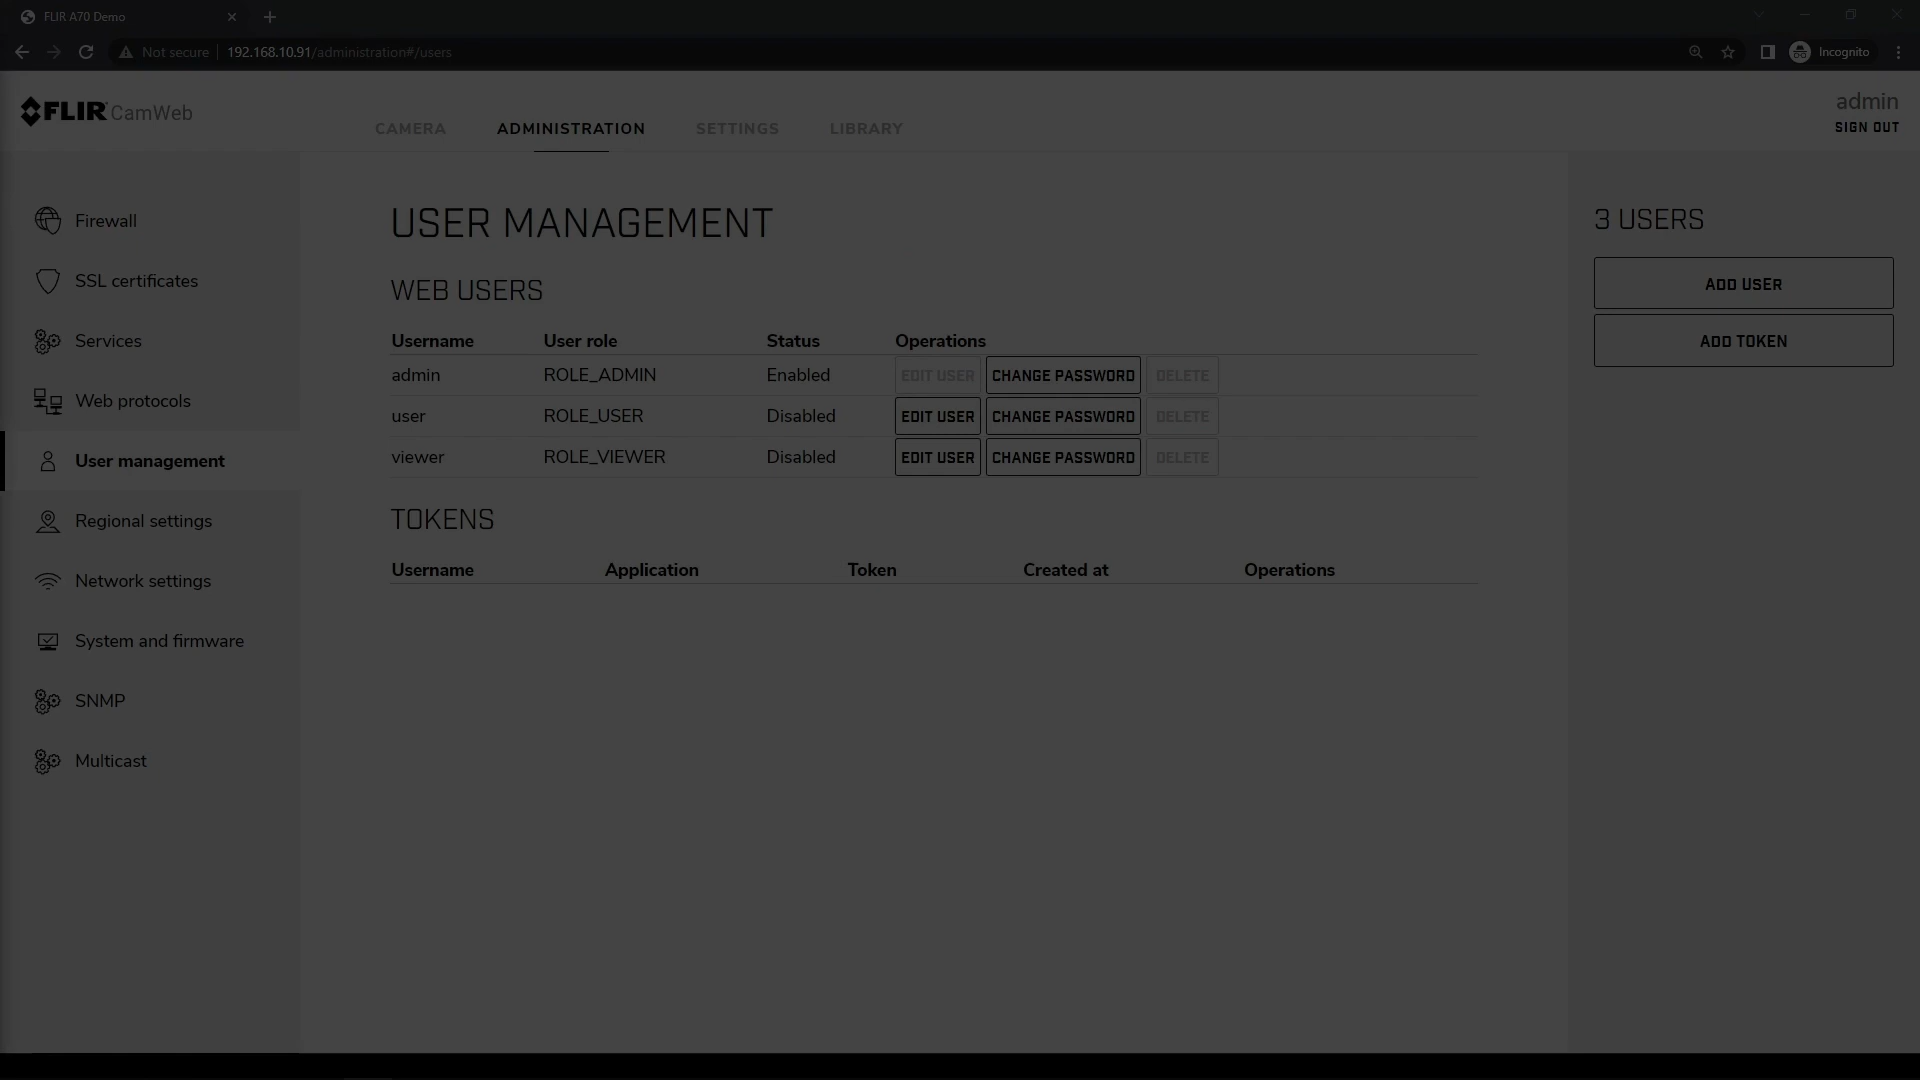 FLIR A70 Demo
Not secure 192.168.10.91/administration#/users Incognito
FLIR CamWeb
CAMERA ADMINISTRATION SETTINGS LIBRARY
admin
SIGN OUT
Firewall
SSL certificates
Services
Web protocols
User management
Regional settings
Network settings
System and firmware
SNMP
Multicast
USER MANAGEMENT
WEB USERS
Username User role Status Operations
admin ROLE_ADMIN Enabled EDIT USER CHANGE PASSWORD DELETE
user ROLE_USER Disabled EDIT USER CHANGE PASSWORD DELETE
viewer ROLE_VIEWER Disabled EDIT USER CHANGE PASSWORD DELETE
TOKENS
Username Application Token Created at Operations
3 USERS
ADD USER
ADD TOKEN